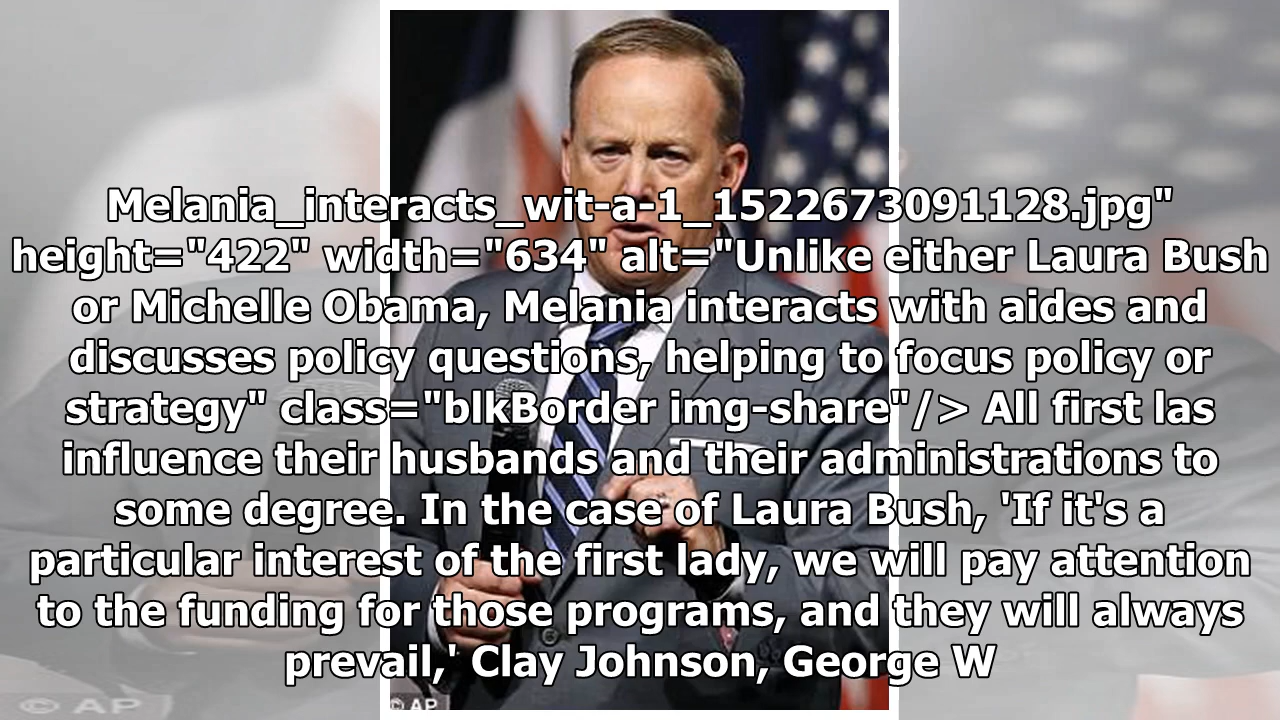 Melania_interacts_wit-a-1_1522673091128.jpg"
height="422" width="634" alt="Unlike either Laura Bush
or Michelle Obama, Melania interacts with aides and
discusses policy questions, helping to focus policy or
strategy" class="blkBorder img-share"/> All first las
influence their husbands and their administrations to
some degree. In the case of Laura Bush, 'If it's a
particular interest of the first lady, we will pay attention
to the funding for those programs, and they will always
prevail,' Clay Johnson, George W
© AP
© AP